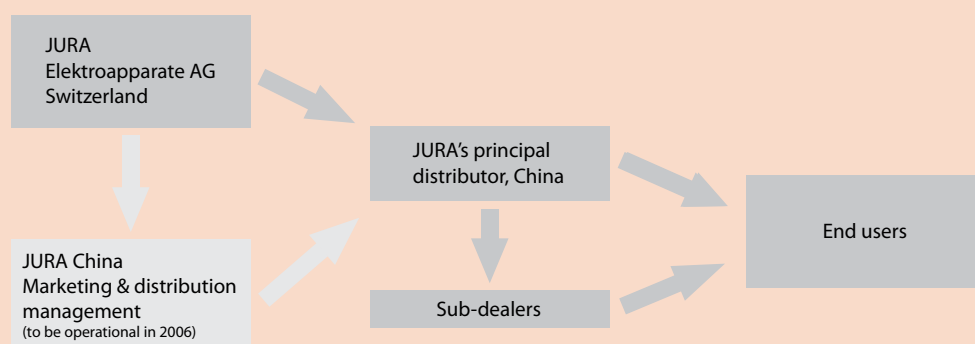 JURA
Elektroapparate AG
Switzerland
JURA's principal
distributor, China
End users
JURA China
Marketing & distribution
management
(to be operational in 2006)
Sub-dealers